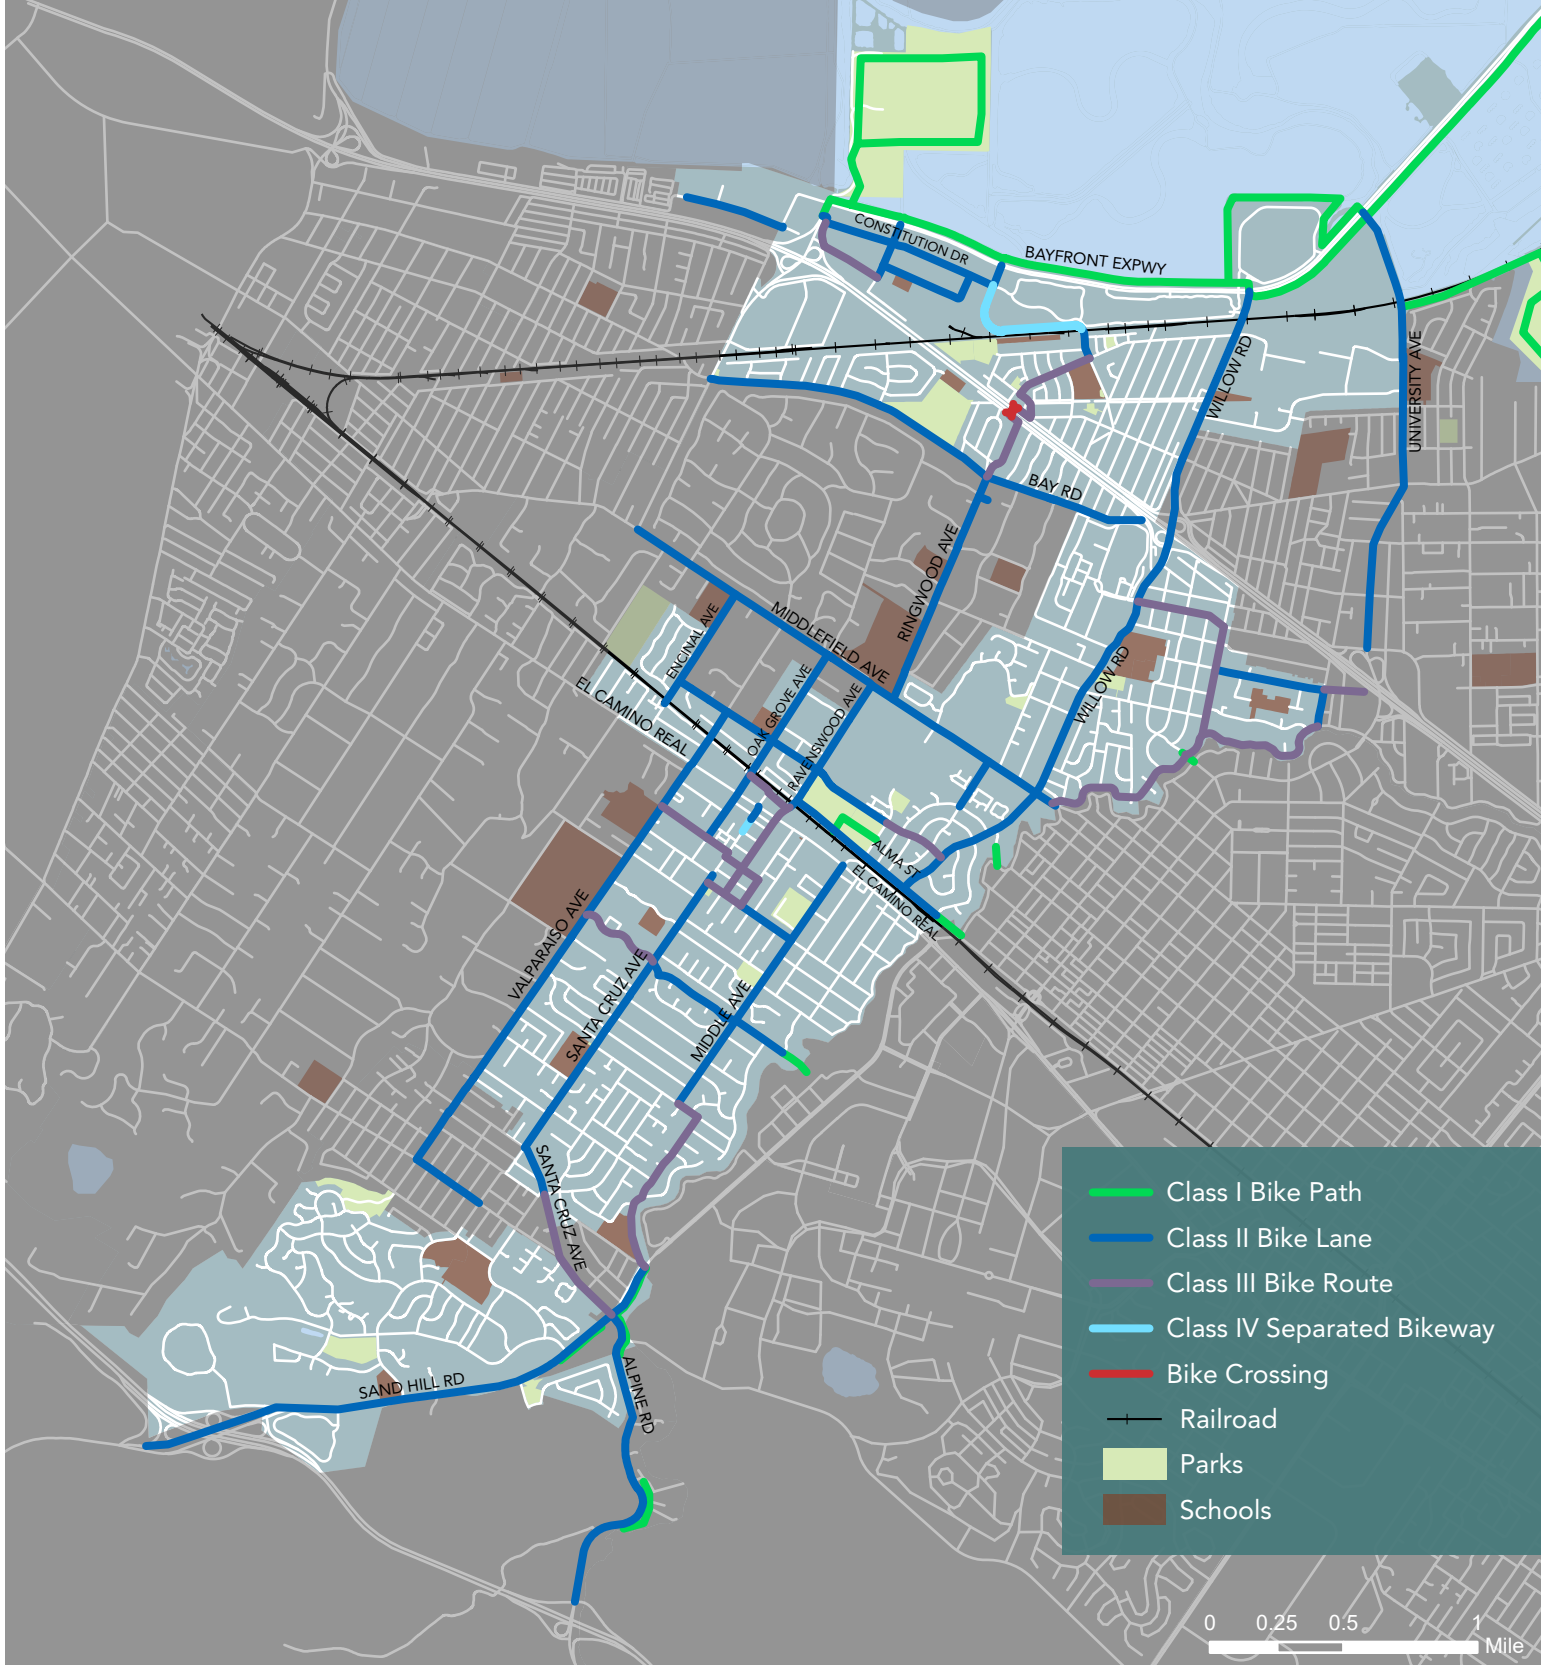 CONSTITUTION DR
BAYFRONT EXPWY
WILLOW RD
UNIVERSITY AVE
BAY RD
RINGWOOD AVE
MIDDLEFIELD AVE
ENCINAL AVE
OAK GROVE AVE
RAVENSWOOD AVE
WILLOW RD
EL CAMINO REAL
ALMA ST
EL CAMINO REAL
VALPARAISO AVE
SANTA CRUZ AVE
MIDDLE AVE
SANTA CRUZ AVE
SAND HILL RD
ALPINE RD
Class I Bike Path
Class II Bike Lane
Class III Bike Route
Class IV Separated Bikeway
Bike Crossing
Railroad
Parks
Schools
0 0.25 0.5 1
Mile